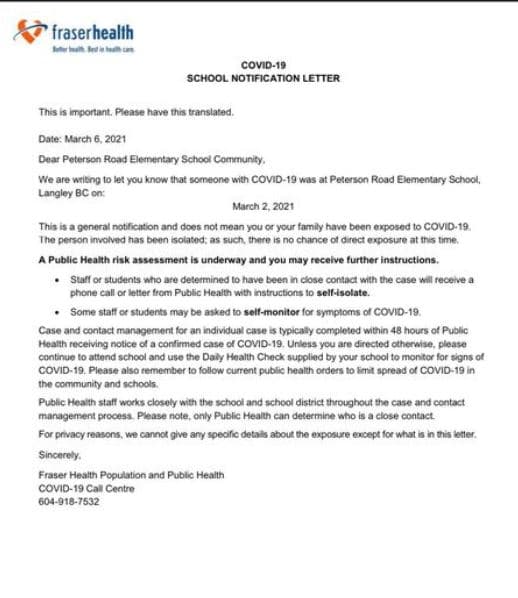 fraserhealth
Better health. Best in health care.
COVID-19
SCHOOL NOTIFICATION LETTER
This is important. Please have this translated.
Date: March 6, 2021
Dear Peterson Road Elementary School Community,
We are writing to let you know that someone with COVID-19 was at Peterson Road Elementary School,
Langley BC on:
March 2, 2021
This is a general notification and does not mean you or your family have been exposed to COVID-19.
The person involved has been isolated; as such, there is no chance of direct exposure at this time.
A Public Health risk assessment is underway and you may receive further instructions.
• Staff or students who are determined to have been in close contact with the case will receive a
phone call or letter from Public Health with instructions to self-isolate.
• Some staff or students may be asked to self-monitor for symptoms of COVID-19.
Case and contact management for an individual case is typically completed within 48 hours of Public
Health receiving notice of a confirmed case of COVID-19. Unless you are directed otherwise, please
continue to attend school and use the Daily Health Check supplied by your school to monitor for signs of
COVID-19. Please also remember to follow current public health orders to limit spread of COVID-19 in
the community and schools.
Public Health staff works closely with the school and school district throughout the case and contact
management process. Please note, only Public Health can determine who is a close contact.
For privacy reasons, we cannot give any specific details about the exposure except for what is in this letter.
Sincerely,
Fraser Health Population and Public Health
COVID-19 Call Centre
604-918-7532